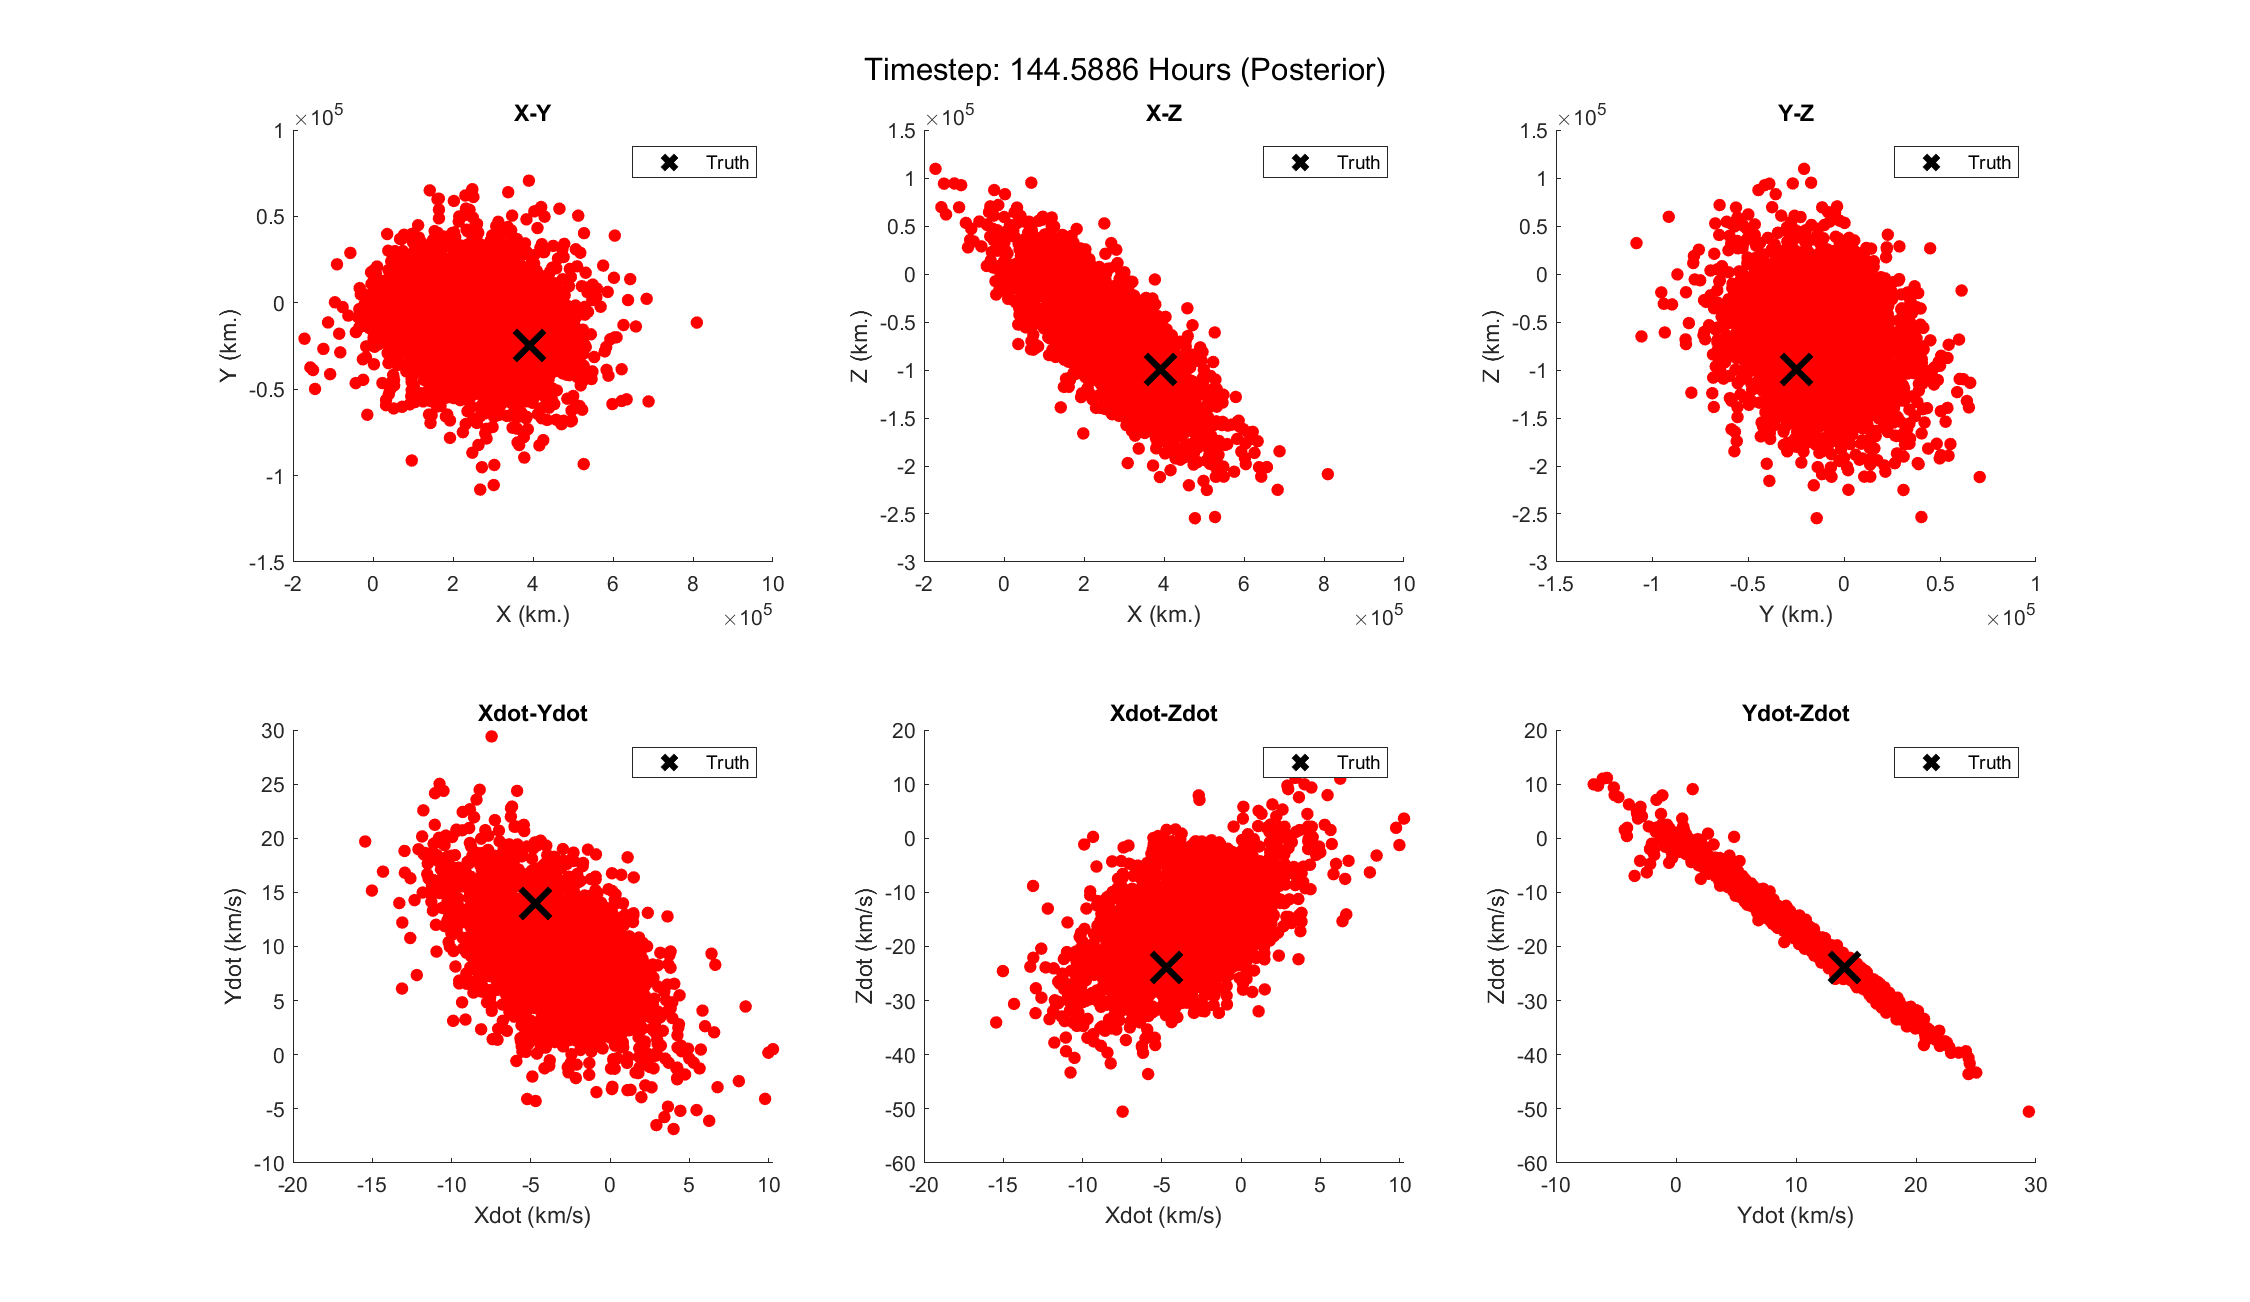 Timestep: 144.5886 Hours (Posterior)
X-Y
×10^5
1
0.5
0
-0.5
-1
-1.5
Y (km.)
-2 0 2 4 6 8 10
X (km.)
×10^5
Truth
X-Z
×10^5
1.5
1
0.5
0
-0.5
-1
-1.5
-2
-2.5
-3
Z (km.)
-2 0 2 4 6 8 10
X (km.)
×10^5
Truth
Y-Z
×10^5
1.5
1
0.5
0
-0.5
-1
-1.5
-2
-2.5
-3
Z (km.)
-1.5 -1 -0.5 0 0.5 1
Y (km.)
×10^5
Truth
Xdot-Ydot
30
25
20
15
10
5
0
-5
-10
Ydot (km/s)
-20 -15 -10 -5 0 5 10
Xdot (km/s)
Truth
Xdot-Zdot
20
10
0
-10
-20
-30
-40
-50
-60
Zdot (km/s)
-20 -15 -10 -5 0 5 10
Xdot (km/s)
Truth
Ydot-Zdot
20
10
0
-10
-20
-30
-40
-50
-60
Zdot (km/s)
-10 0 10 20 30
Ydot (km/s)
Truth